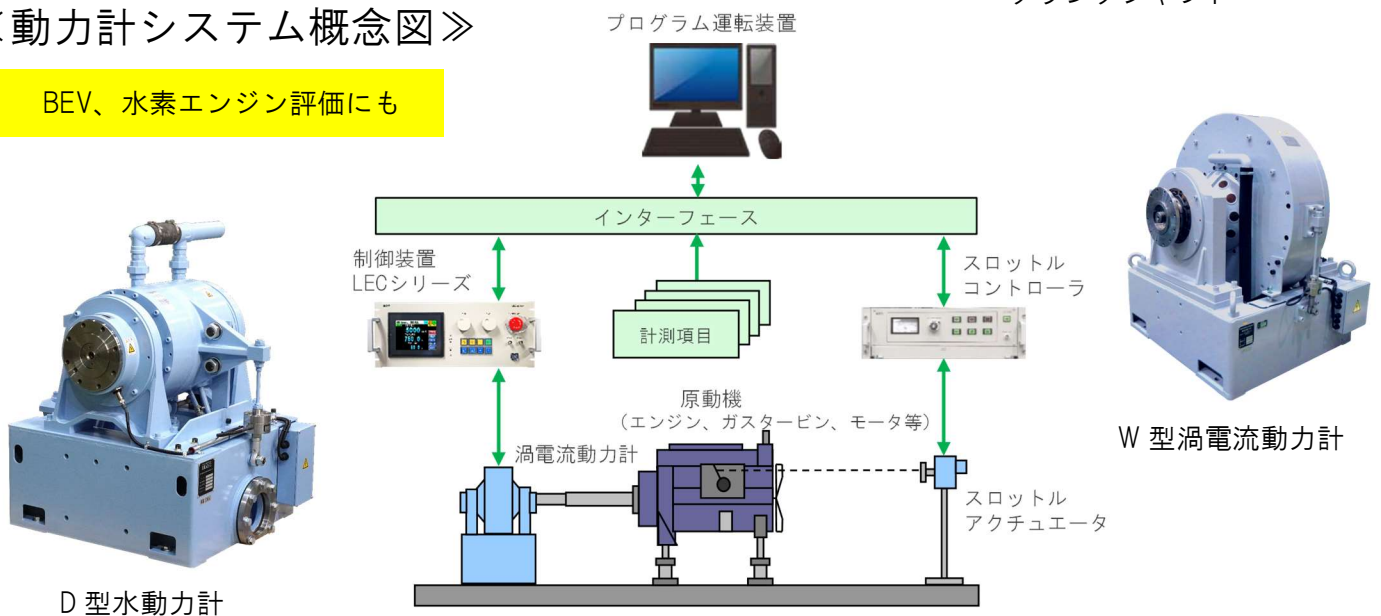 ≪動力計システム概念図≫
BEV、水素エンジン評価にも
プログラム運転装置
インターフェース
制御装置
LECシリーズ
計測項目
スロットル
コントローラ
原動機
（エンジン、ガスタービン、モータ等）
渦電流動力計
スロットル
アクチュエータ
D 型水動力計
W 型渦電流動力計